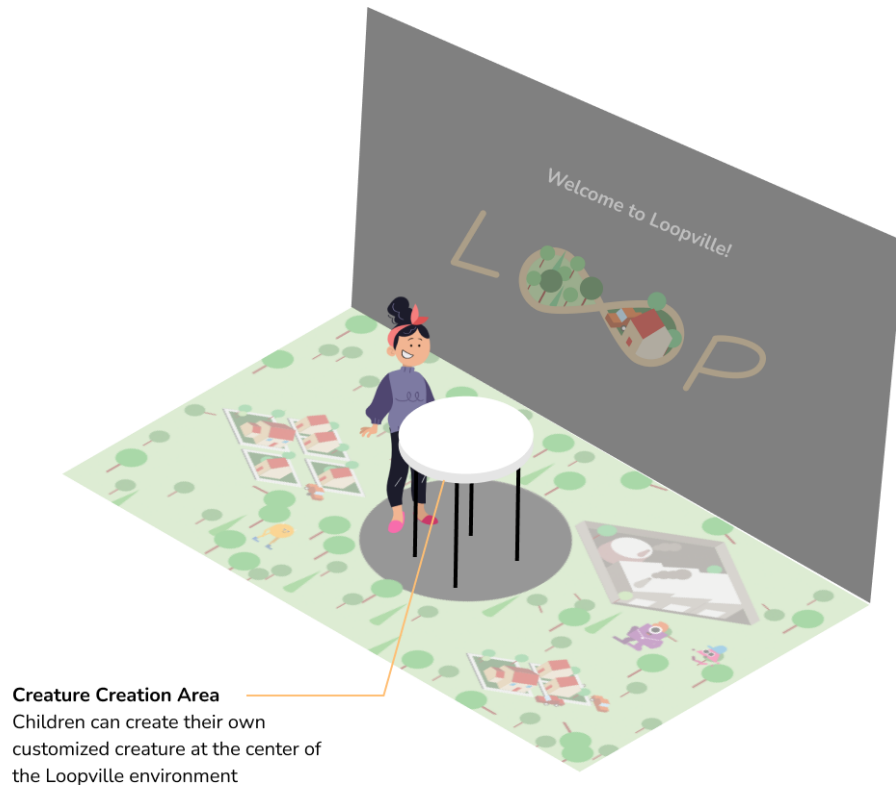 Welcome to Loopville!
LOOP
Creature Creation Area
Children can create their own
customized creature at the center of
the Loopville environment